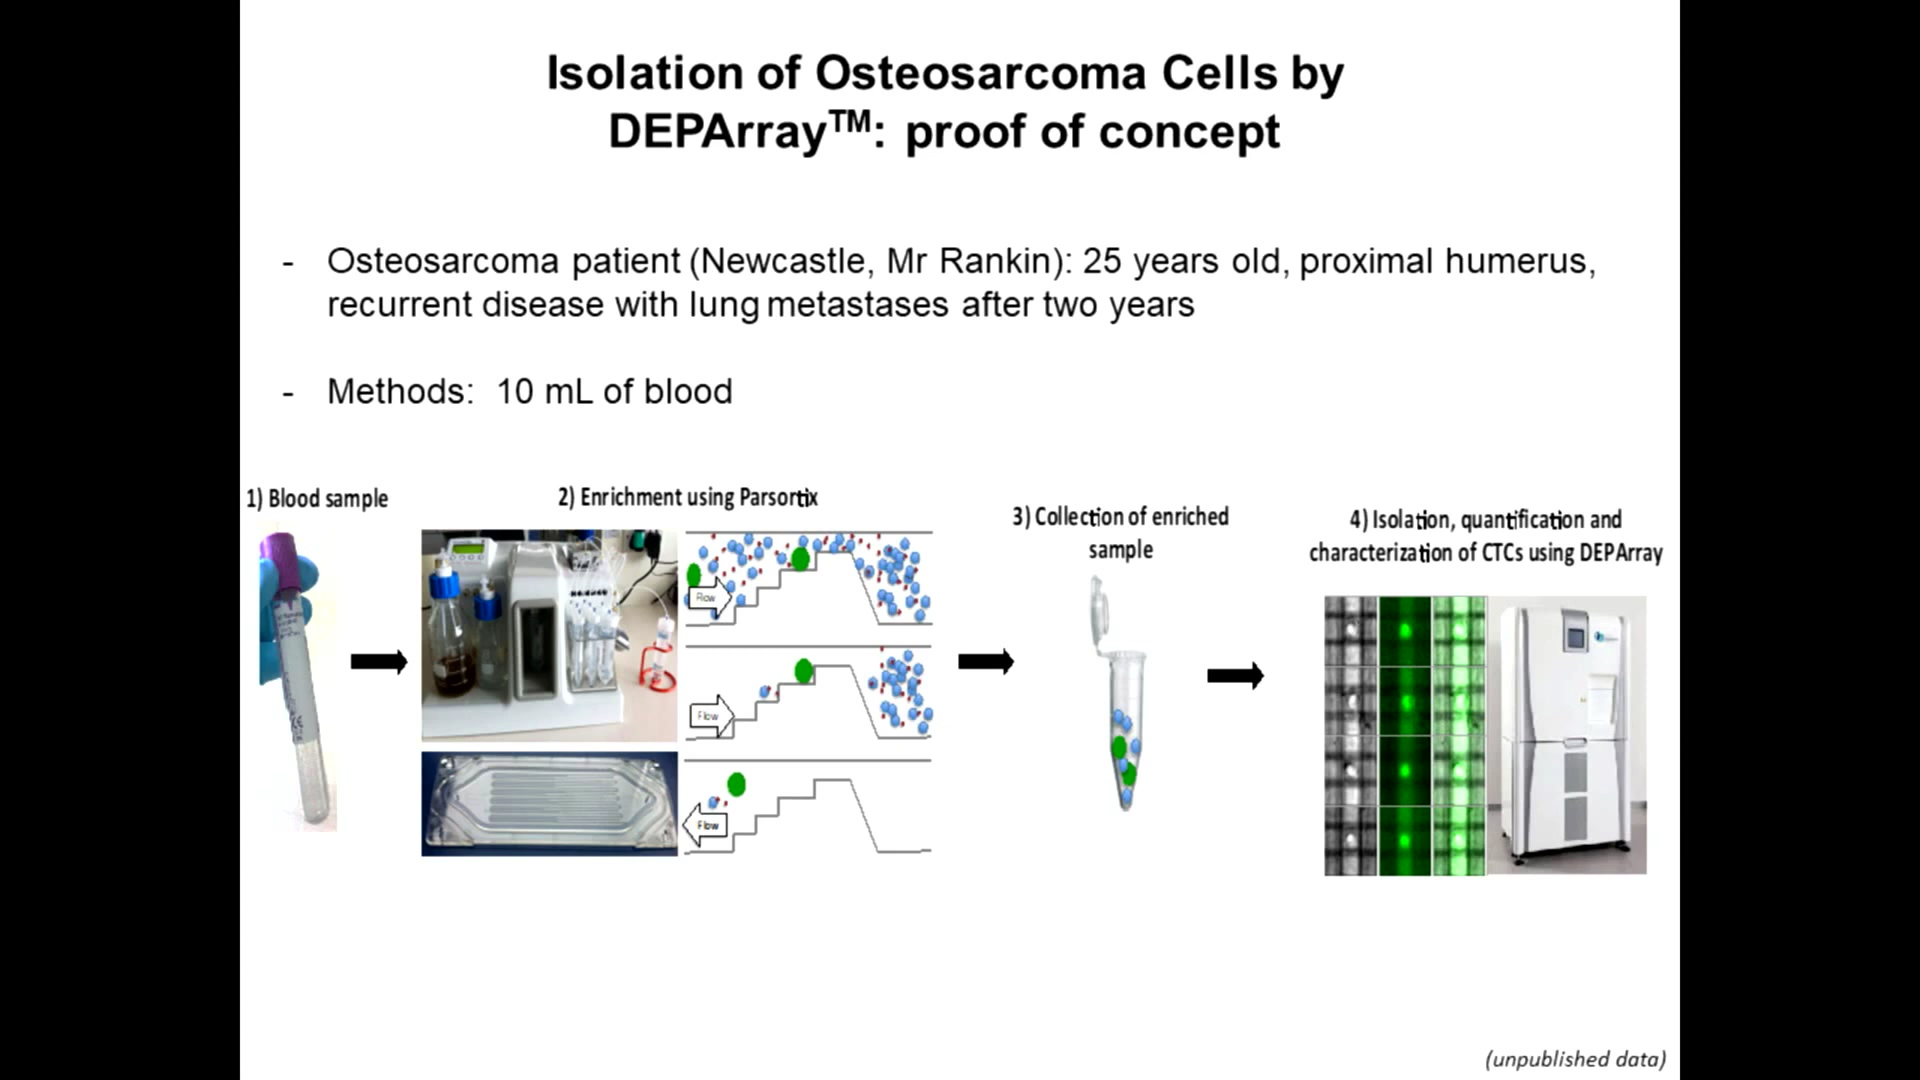 Isolation of Osteosarcoma Cells by
DEPArray™: proof of concept
- Osteosarcoma patient (Newcastle, Mr Rankin): 25 years old, proximal humerus,
recurrent disease with lung metastases after two years
- Methods: 10 mL of blood
1) Blood sample
2) Enrichment using Parsortix
3) Collection of enriched
sample
4) Isolation, quantification and
characterization of CTCs using DEPArray
Flow
Flow
Flow
(unpublished data)